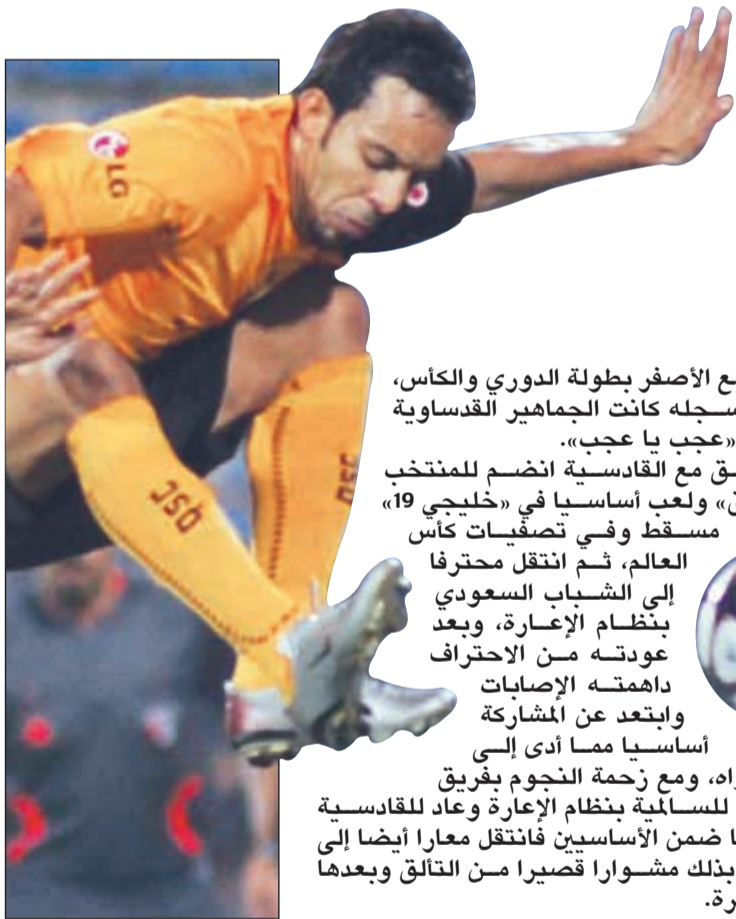 LG
QSC
QSC
الأصفر بطولة الدوري والكأس،
سجله كانت الجماهير القدساوية
«عجب يا عجب».
مع القادسية انضم للمنتخب
ولعب أساسيا في «خليجي 19»
مسقط وفي تصفيات كأس
العالم، ثم انتقل محترفا
إلى الشباب السعودي
بنظام الإعارة، وبعد
عودته من الاحتراف
داهمته الإصابات
وابتعد عن المشاركة
أساسيا مما أدى إلى
ومع زحمة النجوم بفريق
للسالمية بنظام الإعارة وعاد للقادسية
ضمن الأساسيين فانتقل معارا أيضا إلى
بذلك مشوارا قصيرا من التألق وبعدها